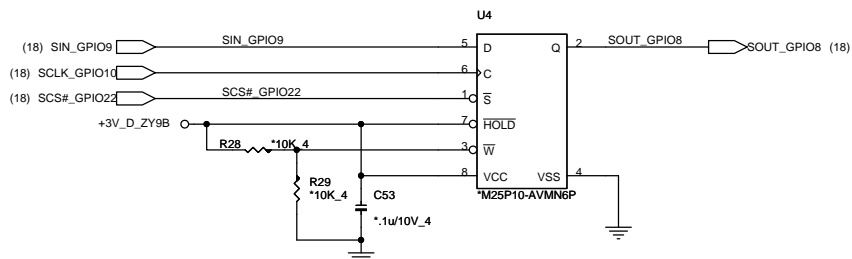 U4
(18) SIN_GPIO9 SIN_GPIO9 5 D Q 2 SOUT_GPIO8 SOUT_GPIO8 (18)
(18) SCLK_GPIO10 6 C
(18) SCS#_GPIO22 SCS#_GPIO22 1 S
+3V_D_ZY9B 7 HOLD
R28 *10K_4 3 W
8 VCC VSS 4
R29
*10K_4
C53
*.1u/10V_4
*M25P10-AVMN6P